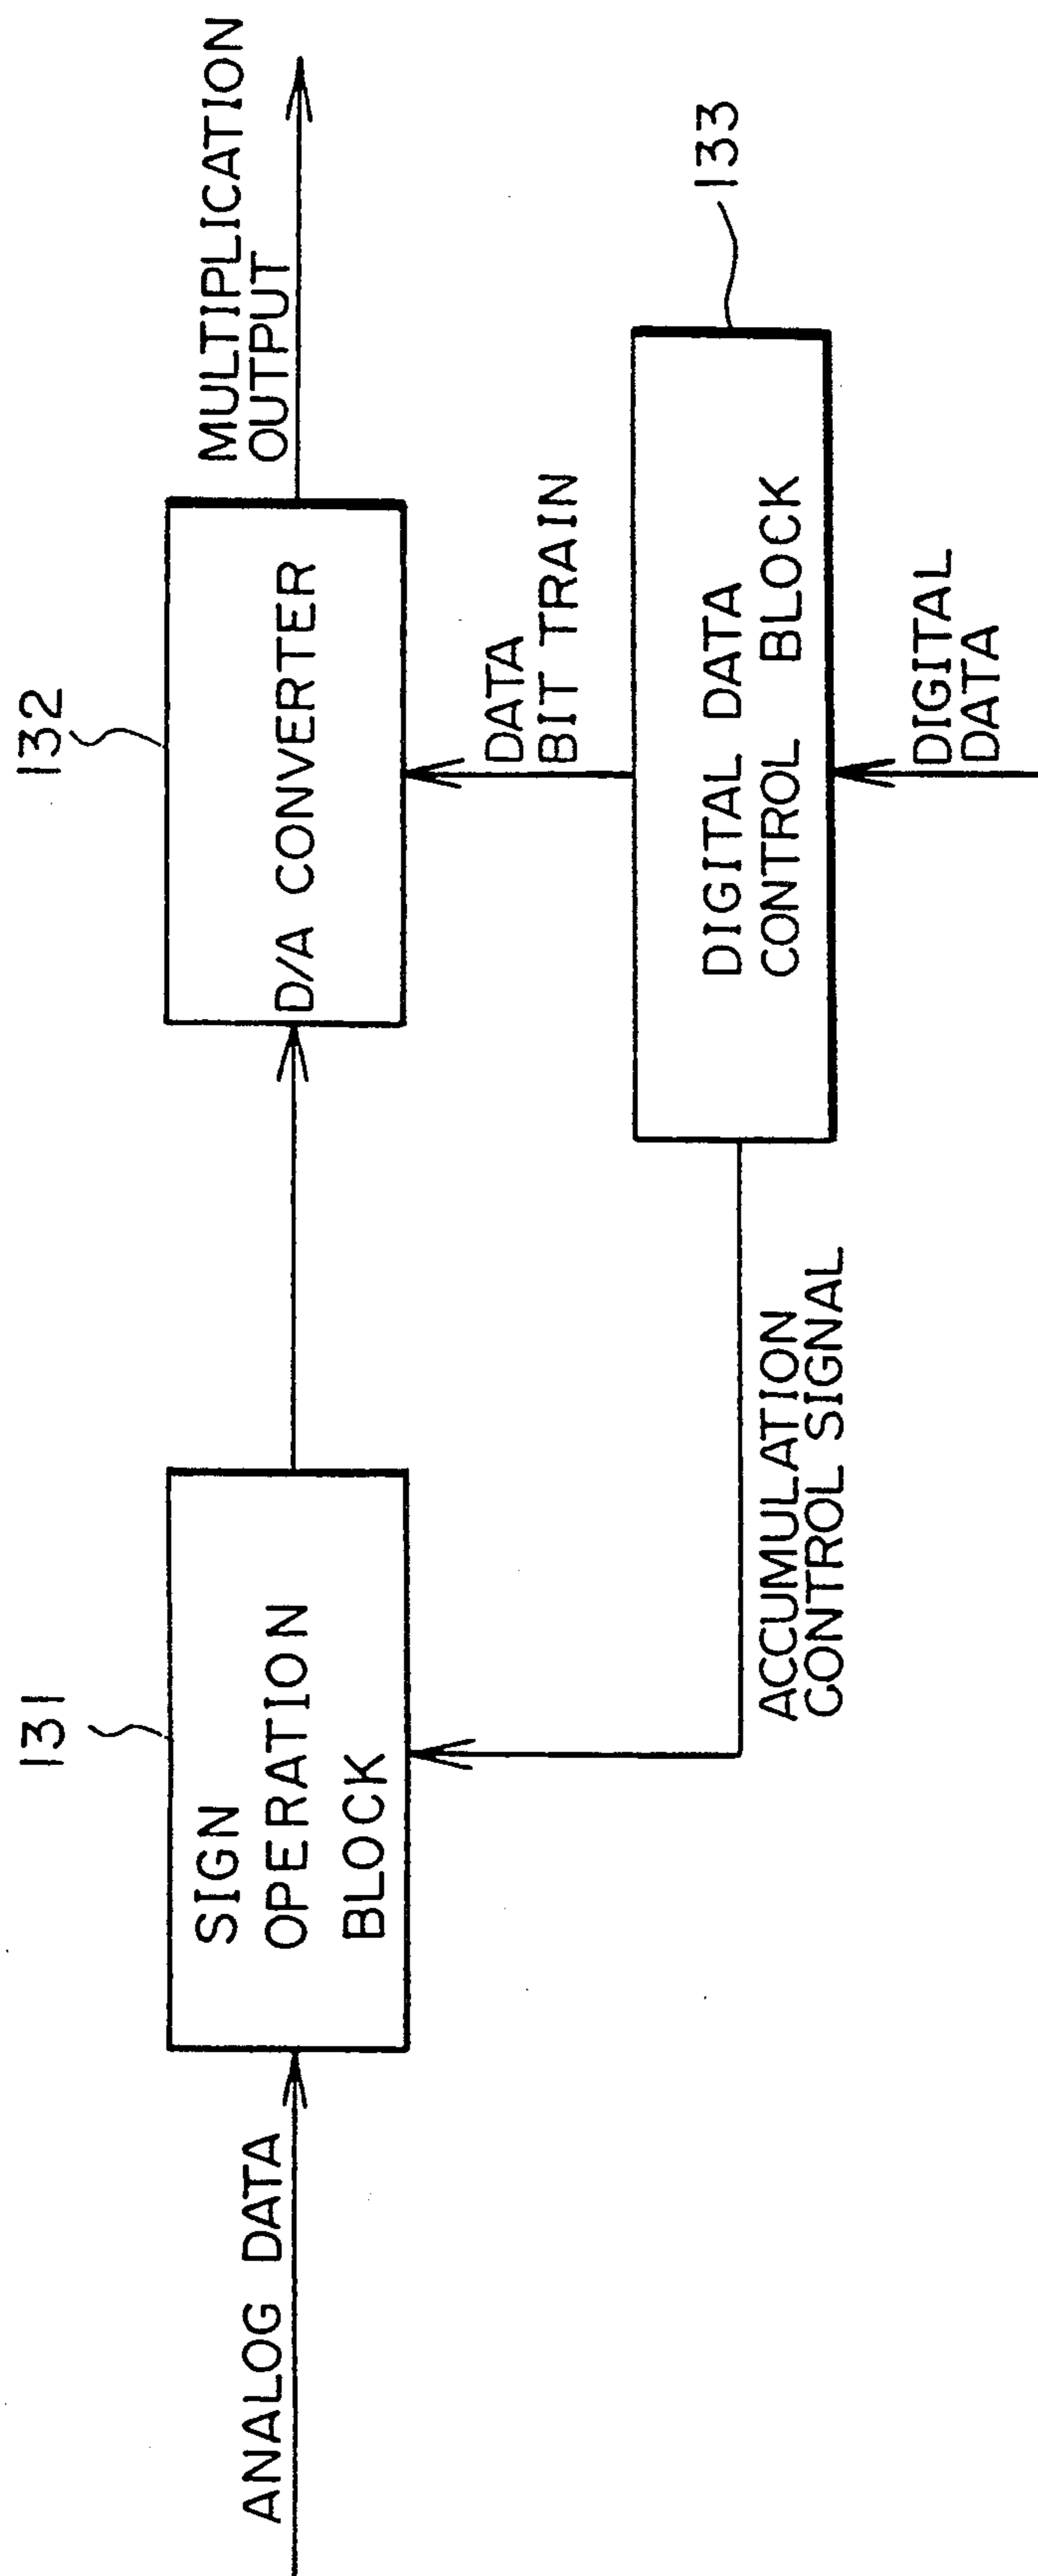 131
132
MULTIPLICATION
OUTPUT
ANALOG DATA
SIGN
OPERATION
BLOCK
D/A CONVERTER
DATA
BIT TRAIN
133
ACCUMULATION
CONTROL SIGNAL
DIGITAL DATA
CONTROL BLOCK
DIGITAL
DATA